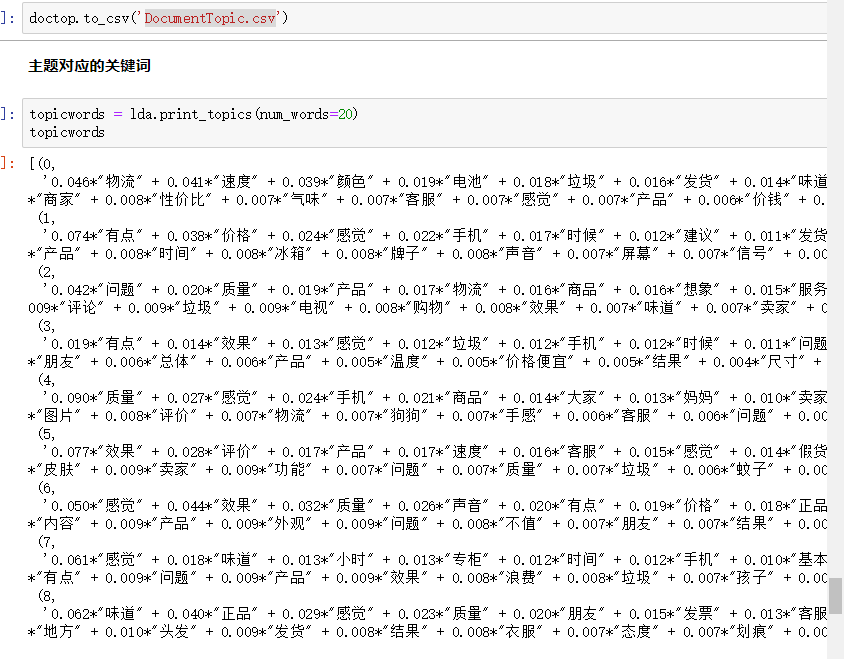 ]: doctop.to_csv('DocumentTopic.csv')
主题对应的关键词
]: topicwords = lda.print_topics(num_words=20)
topicwords
]: [(0,
'0.046*"物流" + 0.041*"速度" + 0.039*"颜色" + 0.019*"电池" + 0.018*"垃圾" + 0.016*"发货" + 0.014*"味道
*"商家" + 0.008*"性价比" + 0.007*"气味" + 0.007*"客服" + 0.007*"感觉" + 0.007*"产品" + 0.006*"价钱" + 0.
(1,
'0.074*"有点" + 0.038*"价格" + 0.024*"感觉" + 0.022*"手机" + 0.017*"时候" + 0.012*"建议" + 0.011*"发货
*"产品" + 0.008*"时间" + 0.008*"冰箱" + 0.008*"牌子" + 0.008*"声音" + 0.007*"屏幕" + 0.007*"信号" + 0.00
(2,
'0.042*"问题" + 0.020*"质量" + 0.019*"产品" + 0.017*"物流" + 0.016*"商品" + 0.016*"想象" + 0.015*"服务
009*"评论" + 0.009*"垃圾" + 0.009*"电视" + 0.008*"购物" + 0.008*"效果" + 0.007*"味道" + 0.007*"卖家" + 0
(3,
'0.019*"有点" + 0.014*"效果" + 0.013*"感觉" + 0.012*"垃圾" + 0.012*"手机" + 0.012*"时候" + 0.011*"问题
*"朋友" + 0.006*"总体" + 0.006*"产品" + 0.005*"温度" + 0.005*"价格便宜" + 0.005*"结果" + 0.004*"尺寸" +
(4,
'0.090*"质量" + 0.027*"感觉" + 0.024*"手机" + 0.021*"商品" + 0.014*"大家" + 0.013*"妈妈" + 0.010*"卖家
*"图片" + 0.008*"评价" + 0.007*"物流" + 0.007*"狗狗" + 0.007*"手感" + 0.006*"客服" + 0.006*"问题" + 0.00
(5,
'0.077*"效果" + 0.028*"评价" + 0.017*"产品" + 0.017*"速度" + 0.016*"客服" + 0.015*"感觉" + 0.014*"假货
*"皮肤" + 0.009*"卖家" + 0.009*"功能" + 0.007*"问题" + 0.007*"质量" + 0.007*"垃圾" + 0.006*"蚊子" + 0.00
(6,
'0.050*"感觉" + 0.044*"效果" + 0.032*"质量" + 0.026*"声音" + 0.020*"有点" + 0.019*"价格" + 0.018*"正品
*"内容" + 0.009*"产品" + 0.009*"外观" + 0.009*"问题" + 0.008*"不值" + 0.007*"朋友" + 0.007*"结果" + 0.00
(7,
'0.061*"感觉" + 0.018*"味道" + 0.013*"小时" + 0.013*"专柜" + 0.012*"时间" + 0.012*"手机" + 0.010*"基本
*"有点" + 0.009*"问题" + 0.009*"产品" + 0.009*"效果" + 0.008*"浪费" + 0.008*"垃圾" + 0.007*"孩子" + 0.00
(8,
'0.062*"味道" + 0.040*"正品" + 0.029*"感觉" + 0.023*"质量" + 0.020*"朋友" + 0.015*"发票" + 0.013*"客服
*"地方" + 0.010*"头发" + 0.009*"发货" + 0.008*"结果" + 0.008*"衣服" + 0.007*"态度" + 0.007*"划痕" + 0.00